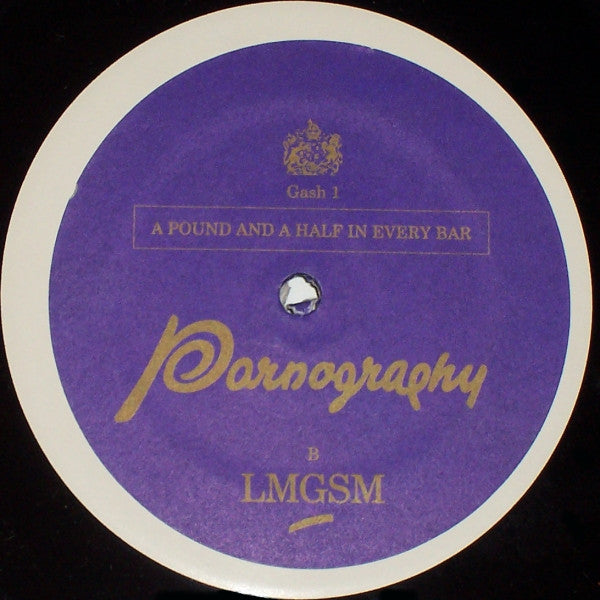 Gash 1
A POUND AND A HALF IN EVERY BAR
Pornography
B
LMGSM